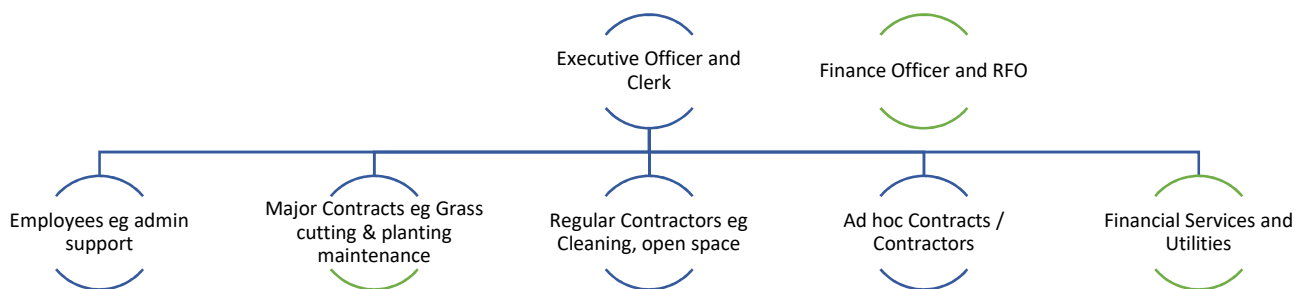 Executive Officer and
Clerk
Finance Officer and RFO
Employees eg admin
support
Major Contracts eg Grass
cutting & planting
maintenance
Regular Contractors eg
Cleaning, open space
Ad hoc Contracts /
Contractors
Financial Services and
Utilities